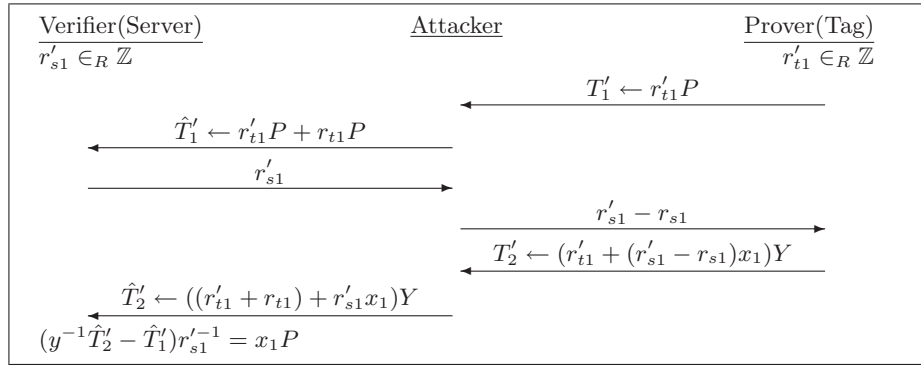 Verifier(Server) Attacker Prover(Tag)
r′_{s1} ∈_R ℤ r′_{t1} ∈_R ℤ
T′_1 ← r′_{t1}P
T̂′_1 ← r′_{t1}P + r_{t1}P
r′_{s1}
r′_{s1} − r_{s1}
T′_2 ← (r′_{t1} + (r′_{s1} − r_{s1})x_1)Y
T̂′_2 ← ((r′_{t1} + r_{t1}) + r′_{s1}x_1)Y
(y^{−1}T̂′_2 − T̂′_1)r′^{−1}_{s1} = x_1P